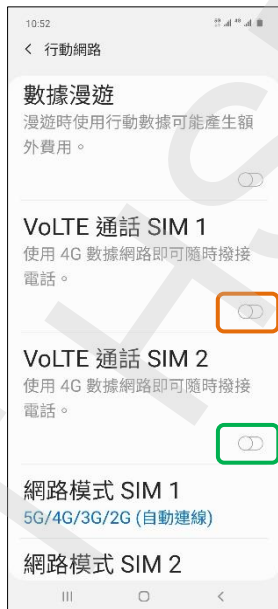 10:52
行動網路
數據漫遊
漫遊時使用行動數據可能產生額
外費用。
VoLTE 通話 SIM 1
使用 4G 數據網路即可隨時撥接
電話。
VoLTE 通話 SIM 2
使用 4G 數據網路即可隨時撥接
電話。
網路模式 SIM 1
5G/4G/3G/2G (自動連線)
網路模式 SIM 2